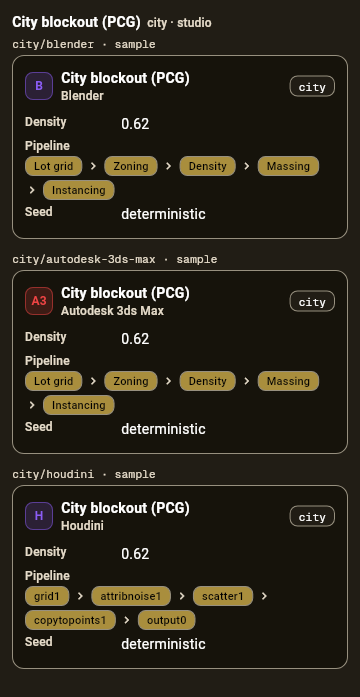 City blockout (PCG) city · studio
city/blender · sample
B City blockout (PCG) city
Blender
Density 0.62
Pipeline
Lot grid > Zoning > Density > Massing
> Instancing
Seed deterministic
city/autodesk-3ds-max · sample
A3 City blockout (PCG) city
Autodesk 3ds Max
Density 0.62
Pipeline
Lot grid > Zoning > Density > Massing
> Instancing
Seed deterministic
city/houdini · sample
H City blockout (PCG) city
Houdini
Density 0.62
Pipeline
grid1 > attribnoise1 > scatter1 >
copytopoints1 > output0
Seed deterministic